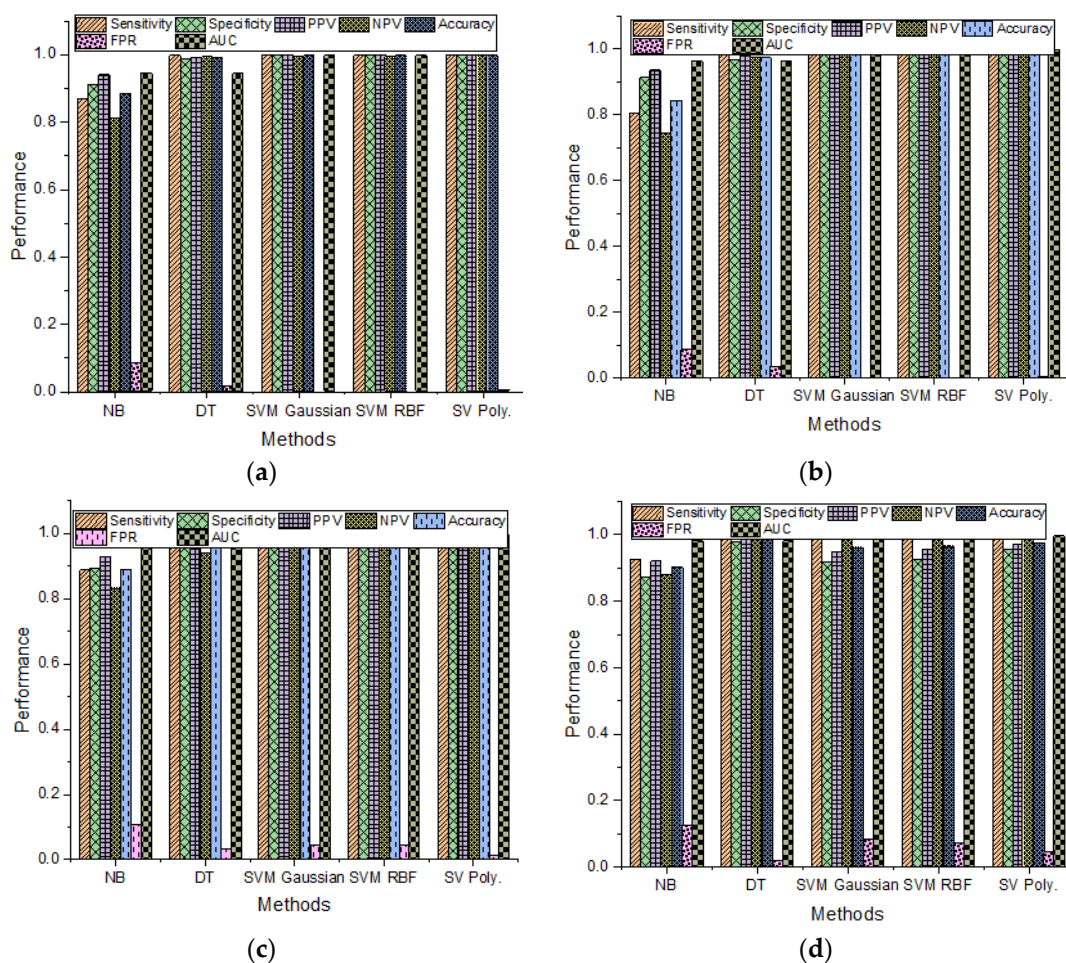 Sensitivity Specificity PPV NPV Accuracy
FPR AUC
1.0
0.8
0.6
0.4
0.2
0.0
Performance
NB DT SVM Gaussian SVM RBF SV Poly.
Methods
(a)
Sensitivity Specificity PPV NPV Accuracy
FPR AUC
1.0
0.8
0.6
0.4
0.2
0.0
Performance
NB DT SVM Gaussian SVM RBF SV Poly.
Methods
(b)
Sensitivity Specificity PPV NPV Accuracy
FPR AUC
1.0
0.8
0.6
0.4
0.2
0.0
Performance
NB DT SVM Gaussian SVM RBF SV Poly.
Methods
(c)
Sensitivity Specificity PPV NPV Accuracy
FPR AUC
1.0
0.8
0.6
0.4
0.2
0.0
Performance
NB DT SVM Gaussian SVM RBF SV Poly.
Methods
(d)